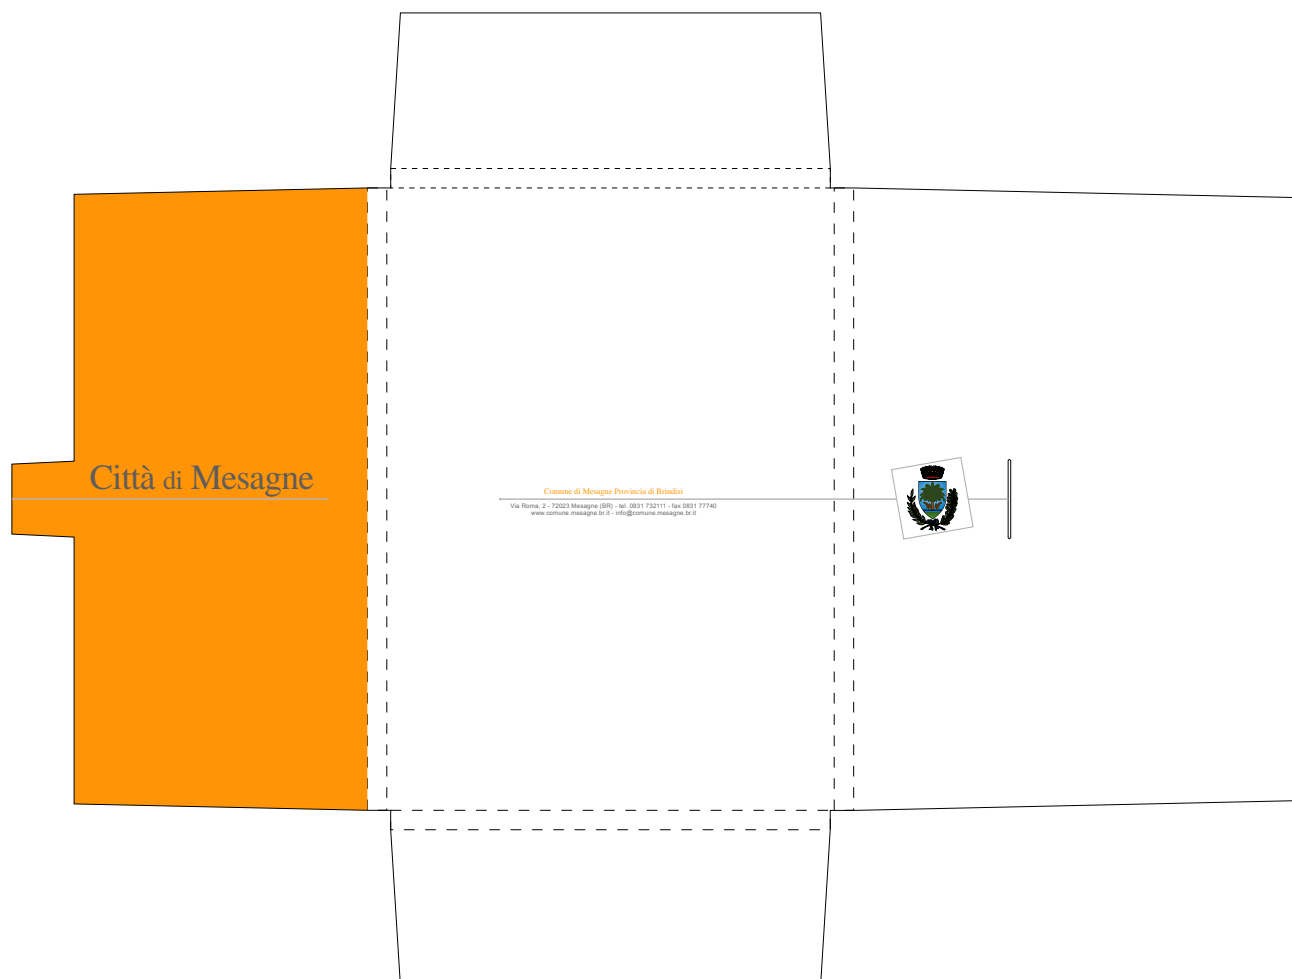 Città di Mesagne
Comune di Mesagne Provincia di Brindisi
Via Roma, 2 - 72023 Mesagne (BR) - tel. 0831 732111 - fax 0831 77740
www.comune.mesagne.br.it - info@comune.mesagne.br.it